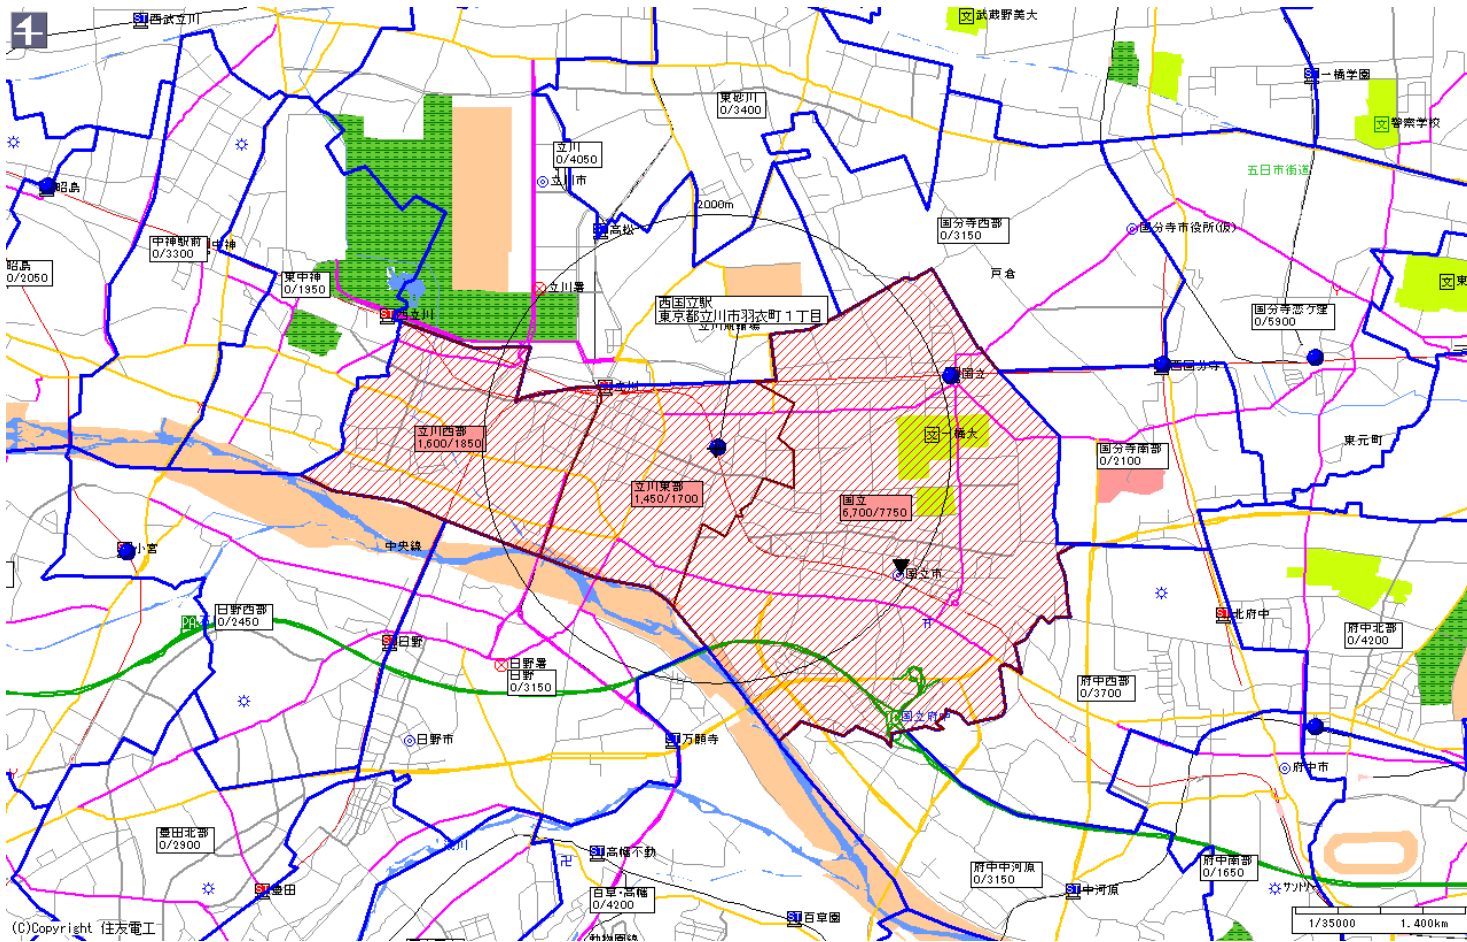 4
西武立川
武蔵野美大
一橋学園
東砂川
0/3400
警察学校
立川
0/4050
立川市
五日市街道
昭島
2000m
高松
国分寺西部
0/3150
国分寺市役所(仮)
中神駅前
0/3300
中神
昭島
0/2050
戸倉
東中神
0/1950
立川署
東
西立川
西国立駅
東京都立川市羽衣町1丁目
国分寺恋ケ窪
0/5900
立川
国立
西国分寺
立川西部
1,600/1850
一橋大
東元町
国分寺南部
0/2100
立川東部
1,450/1700
国立
6,700/7750
中央線
小宮
国立市
日野西部
0/2450
PA
北府中
府中北部
0/4200
日野
日野署
日野
0/3150
府中西部
0/3700
国立府中
日野市
万願寺
府中市
豊田北部
0/2900
高幡不動
府中中河原
0/3150
府中南部
0/1650
豊田
百草・高幡
0/4200
中河原
サントリー
百草園
(C)Copyright 住友電工
1/35000
1.400km
動物園線